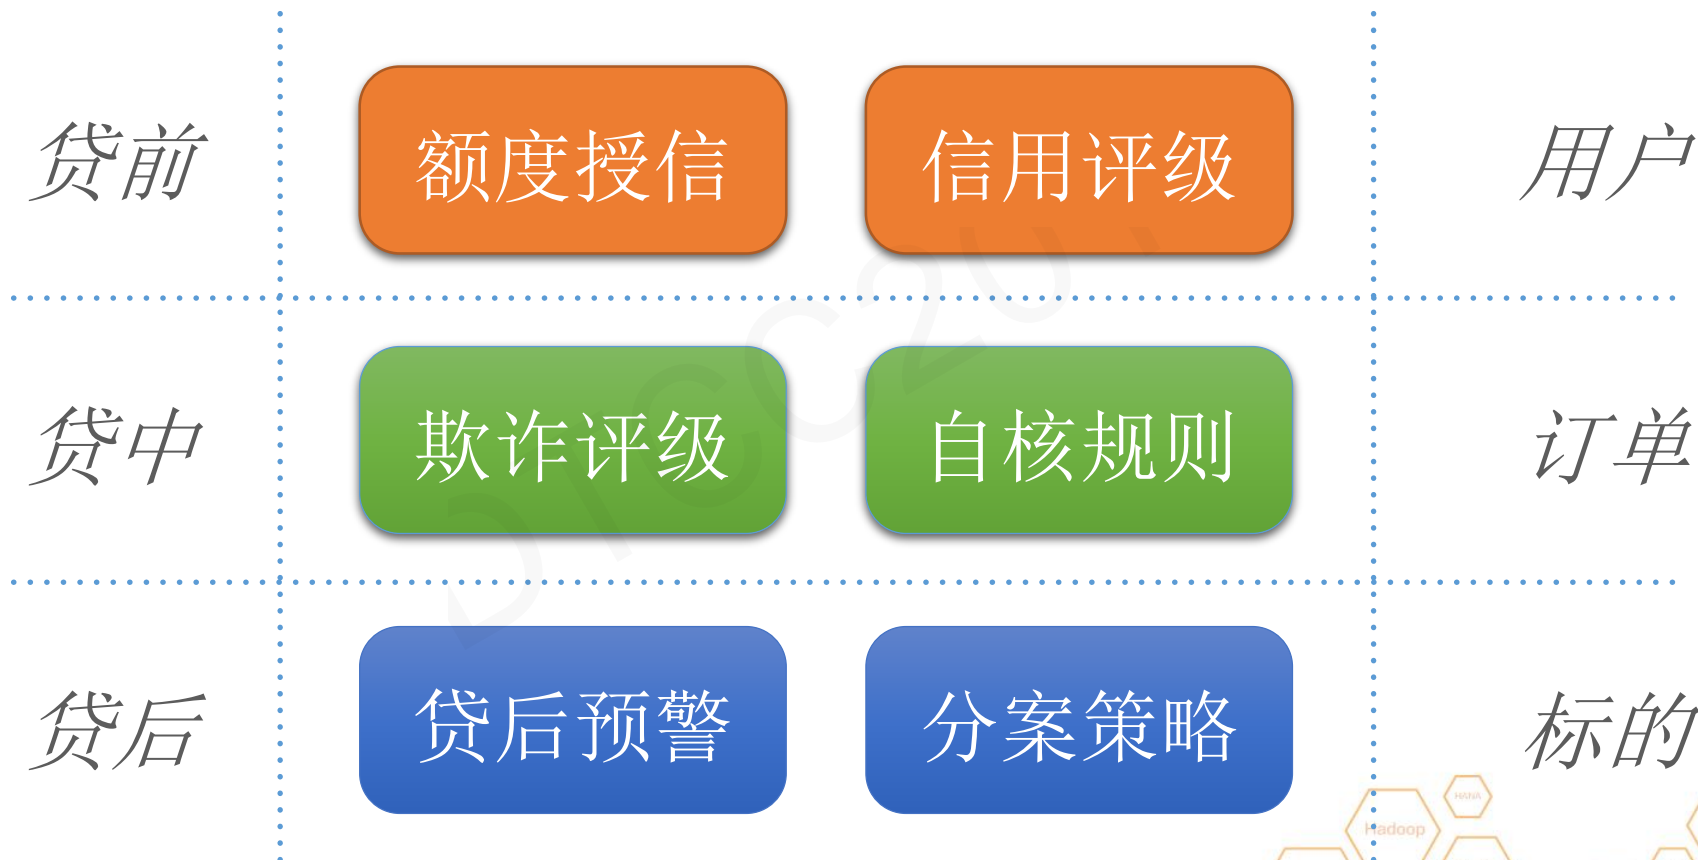 贷前 额度授信 信用评级 用户
贷中 欺诈评级 自核规则 订单
贷后 贷后预警 分案策略 标的
HANA
Hadoop